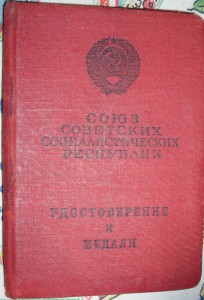 СОЮЗ
СОВЕТСКИХ
СОЦИАЛИСТИЧЕСКИХ
РЕСПУБЛИК
УДОСТОВЕРЕНИЕ
К
МЕДАЛИ